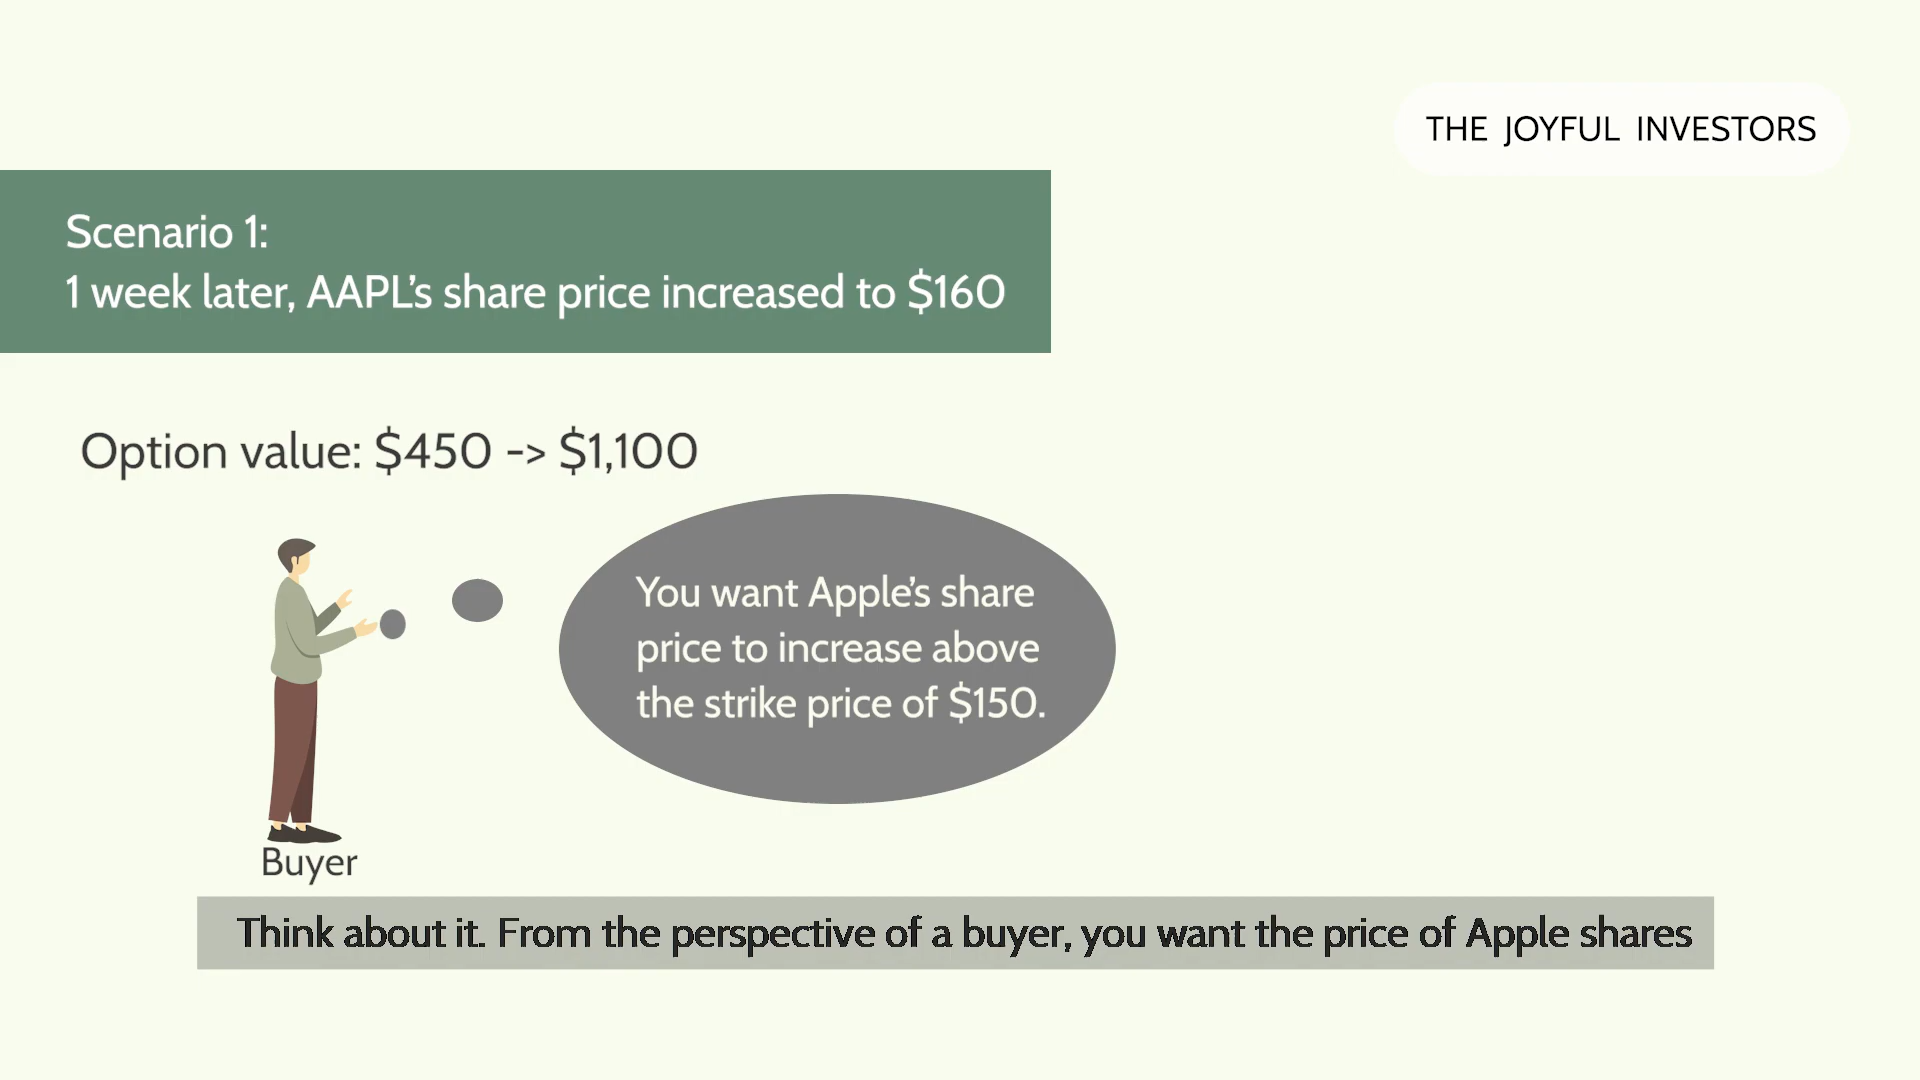 THE JOYFUL INVESTORS
Scenario 1:
1 week later, AAPL’s share price increased to $160
Option value: $450 -> $1,100
You want Apple’s share
price to increase above
the strike price of $150.
Buyer
Think about it. From the perspective of a buyer, you want the price of Apple shares